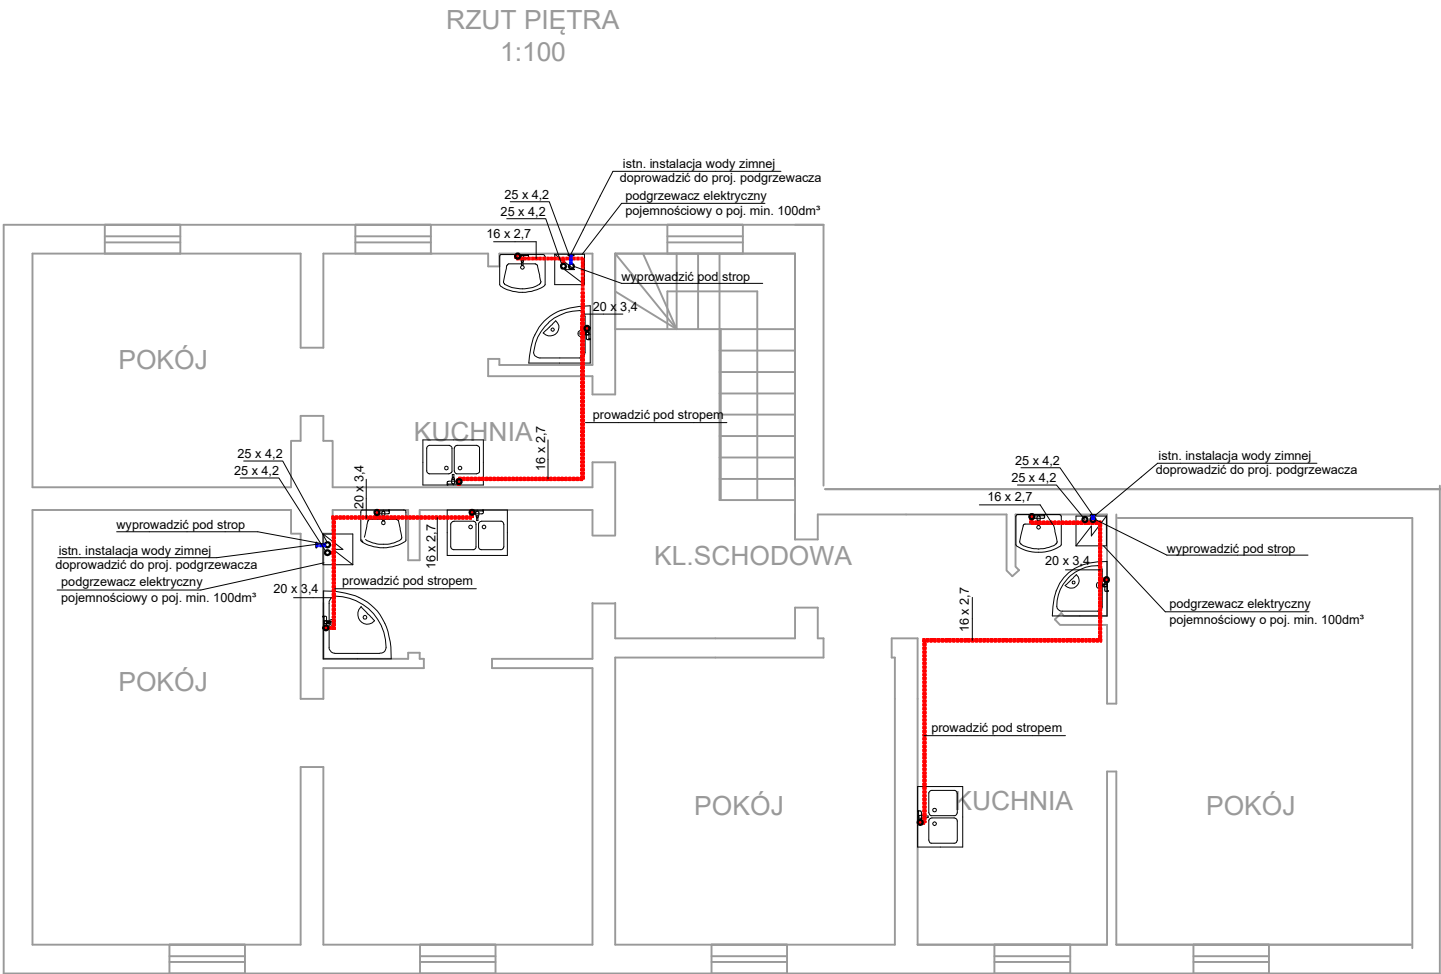 RZUT PIĘTRA
1:100
istn. instalacja wody zimnej
doprowadzić do proj. podgrzewacza
25 x 4,2
podgrzewacz elektryczny
25 x 4,2
pojemnościowy o poj. min. 100dm³
16 x 2,7
wyprowadzić pod strop
20 x 3,4
POKÓJ
prowadzić pod stropem
KUCHNIA
16 x 2,7
25 x 4,2
25 x 4,2
20 x 3,4
wyprowadzić pod strop
istn. instalacja wody zimnej
doprowadzić do proj. podgrzewacza
podgrzewacz elektryczny
pojemnościowy o poj. min. 100dm³
16 x 2,7
prowadzić pod stropem
20 x 3,4
POKÓJ
KL.SCHODOWA
istn. instalacja wody zimnej
doprowadzić do proj. podgrzewacza
25 x 4,2
25 x 4,2
16 x 2,7
wyprowadzić pod strop
20 x 3,4
podgrzewacz elektryczny
pojemnościowy o poj. min. 100dm³
16 x 2,7
prowadzić pod stropem
POKÓJ
KUCHNIA
POKÓJ